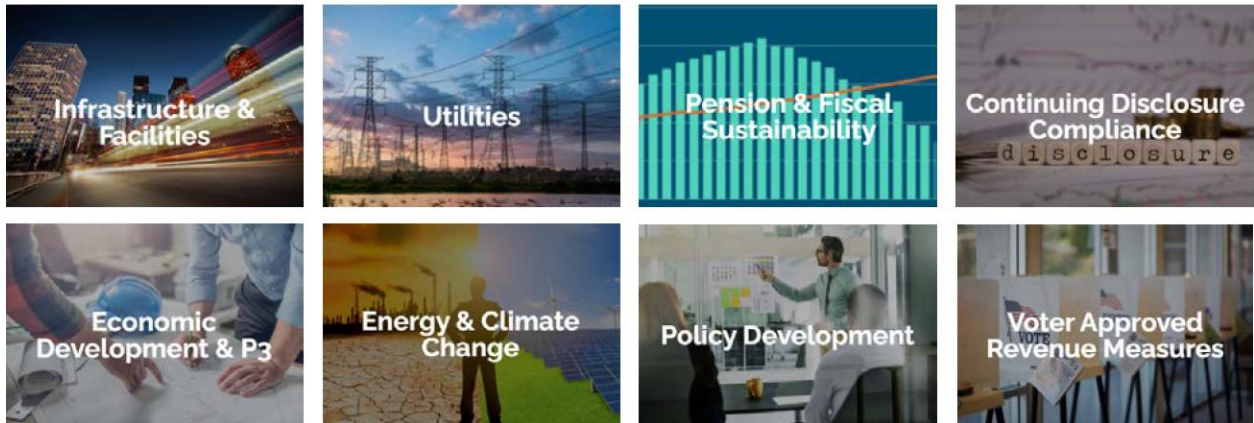 Infrastructure &
Facilities
Utilities
Pension & Fiscal
Sustainability
Continuing Disclosure
Compliance
disclosure
Economic
Development & P3
Energy & Climate
Change
Policy Development
VOTE
Voter Approved
Revenue Measures